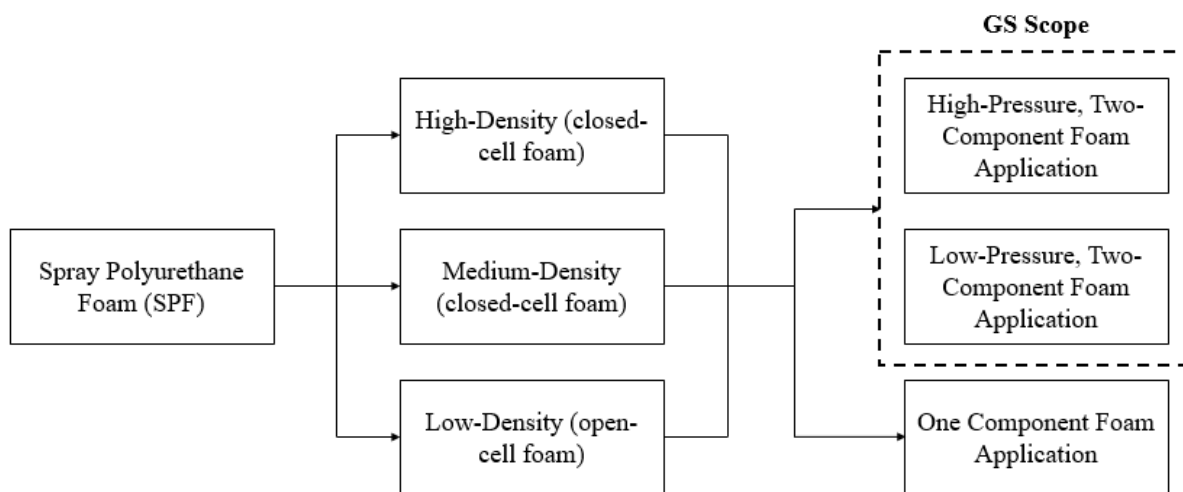 GS Scope
High-Density (closed-
cell foam)
High-Pressure, Two-
Component Foam
Application
Spray Polyurethane
Foam (SPF)
Medium-Density
(closed-cell foam)
Low-Pressure, Two-
Component Foam
Application
Low-Density (open-
cell foam)
One Component Foam
Application